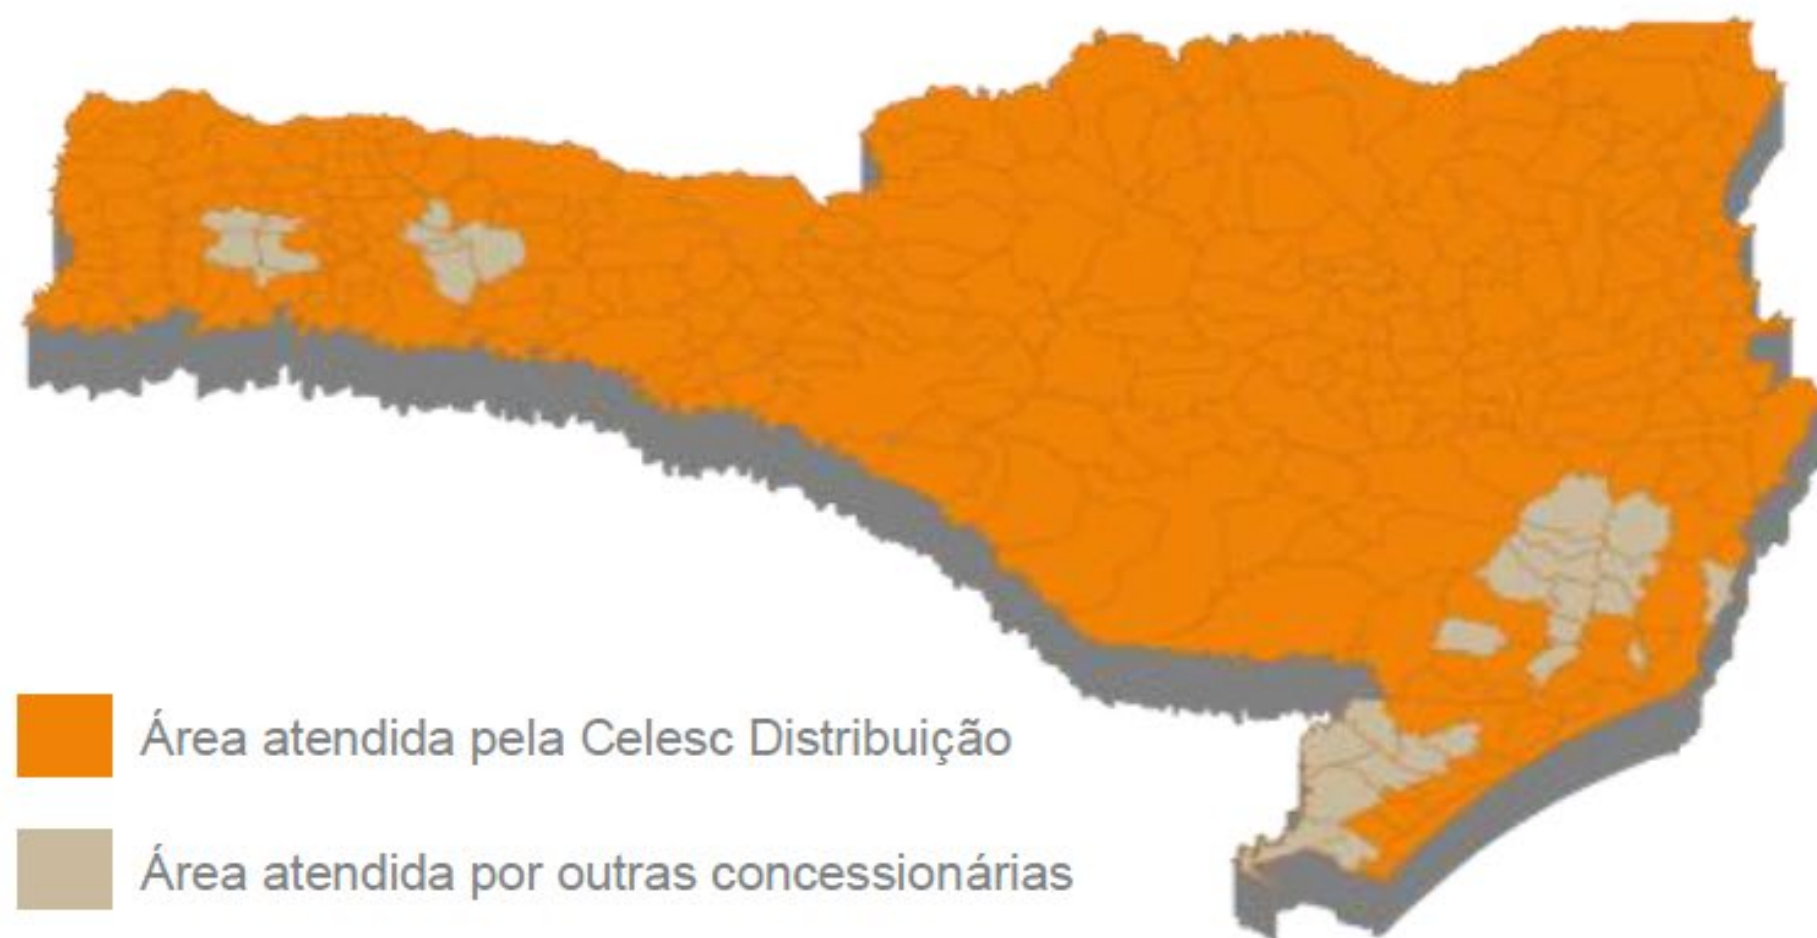 Área atendida pela Celesc Distribuição
Área atendida por outras concessionárias